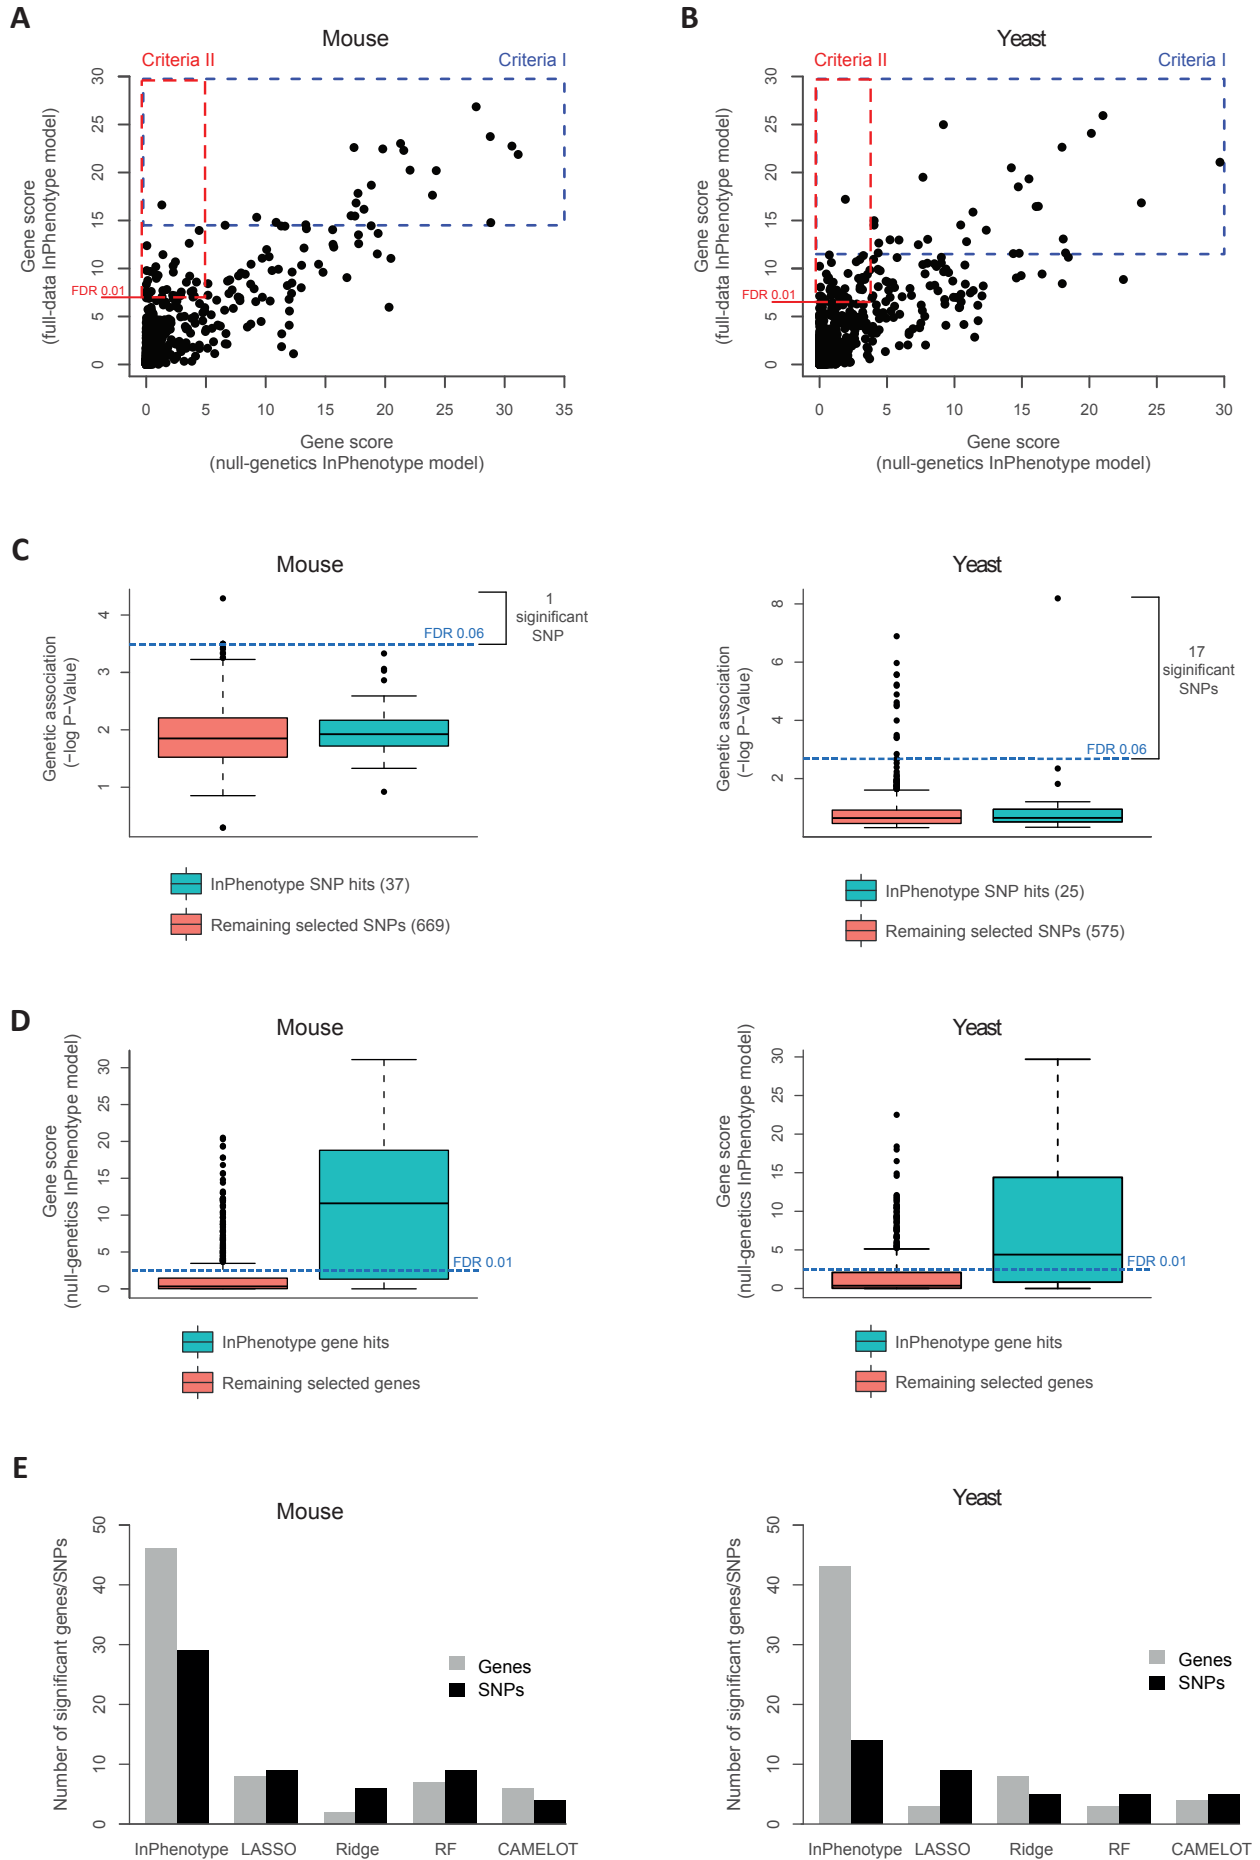 A
Mouse
Criteria II
Criteria I
30
25
20
15
10
5
0
FDR 0.01
Gene score
(full-data InPhenotype model)
0 5 10 15 20 25 30 35
Gene score
(null-genetics InPhenotype model)
B
Yeast
Criteria II
Criteria I
30
25
20
15
10
5
0
FDR 0.01
Gene score
(full-data InPhenotype model)
0 5 10 15 20 25 30
Gene score
(null-genetics InPhenotype model)
C
Mouse
4
3
2
1
Genetic association
(−log P−Value)
FDR 0.06
1
siginificant
SNP
InPhenotype SNP hits (37)
Remaining selected SNPs (669)
Yeast
8
6
4
2
Genetic association
(−log P−Value)
FDR 0.06
17
siginificant
SNPs
InPhenotype SNP hits (25)
Remaining selected SNPs (575)
D
Mouse
30
25
20
15
10
5
0
Gene score
(null-genetics InPhenotype model)
FDR 0.01
InPhenotype gene hits
Remaining selected genes
Yeast
30
25
20
15
10
5
0
Gene score
(null-genetics InPhenotype model)
FDR 0.01
InPhenotype gene hits
Remaining selected genes
E
Mouse
50
40
30
20
10
0
Number of significant genes/SNPs
Genes
SNPs
InPhenotype LASSO Ridge RF CAMELOT
Yeast
50
40
30
20
10
0
Number of significant genes/SNPs
Genes
SNPs
InPhenotype LASSO Ridge RF CAMELOT